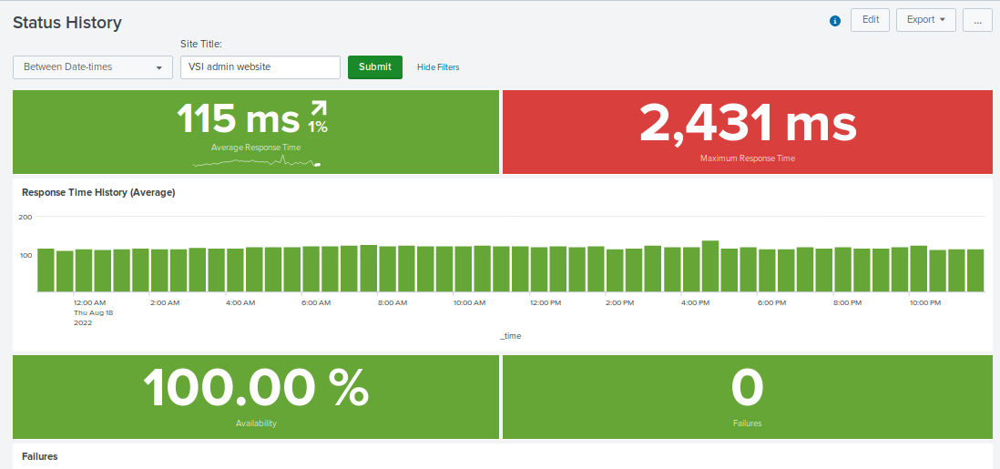 Status History
Edit
Export
...
Site Title:
Between Date-times
VSI admin website
Submit
Hide Filters
115 ms
1%
Average Response Time
2,431 ms
Maximum Response Time
Response Time History (Average)
200
100
12:00 AM 2:00 AM 4:00 AM 6:00 AM 8:00 AM 10:00 AM 12:00 PM 2:00 PM 4:00 PM 6:00 PM 8:00 PM 10:00 PM
Thu Aug 18
2022
_time
100.00 %
Availability
0
Failures
Failures